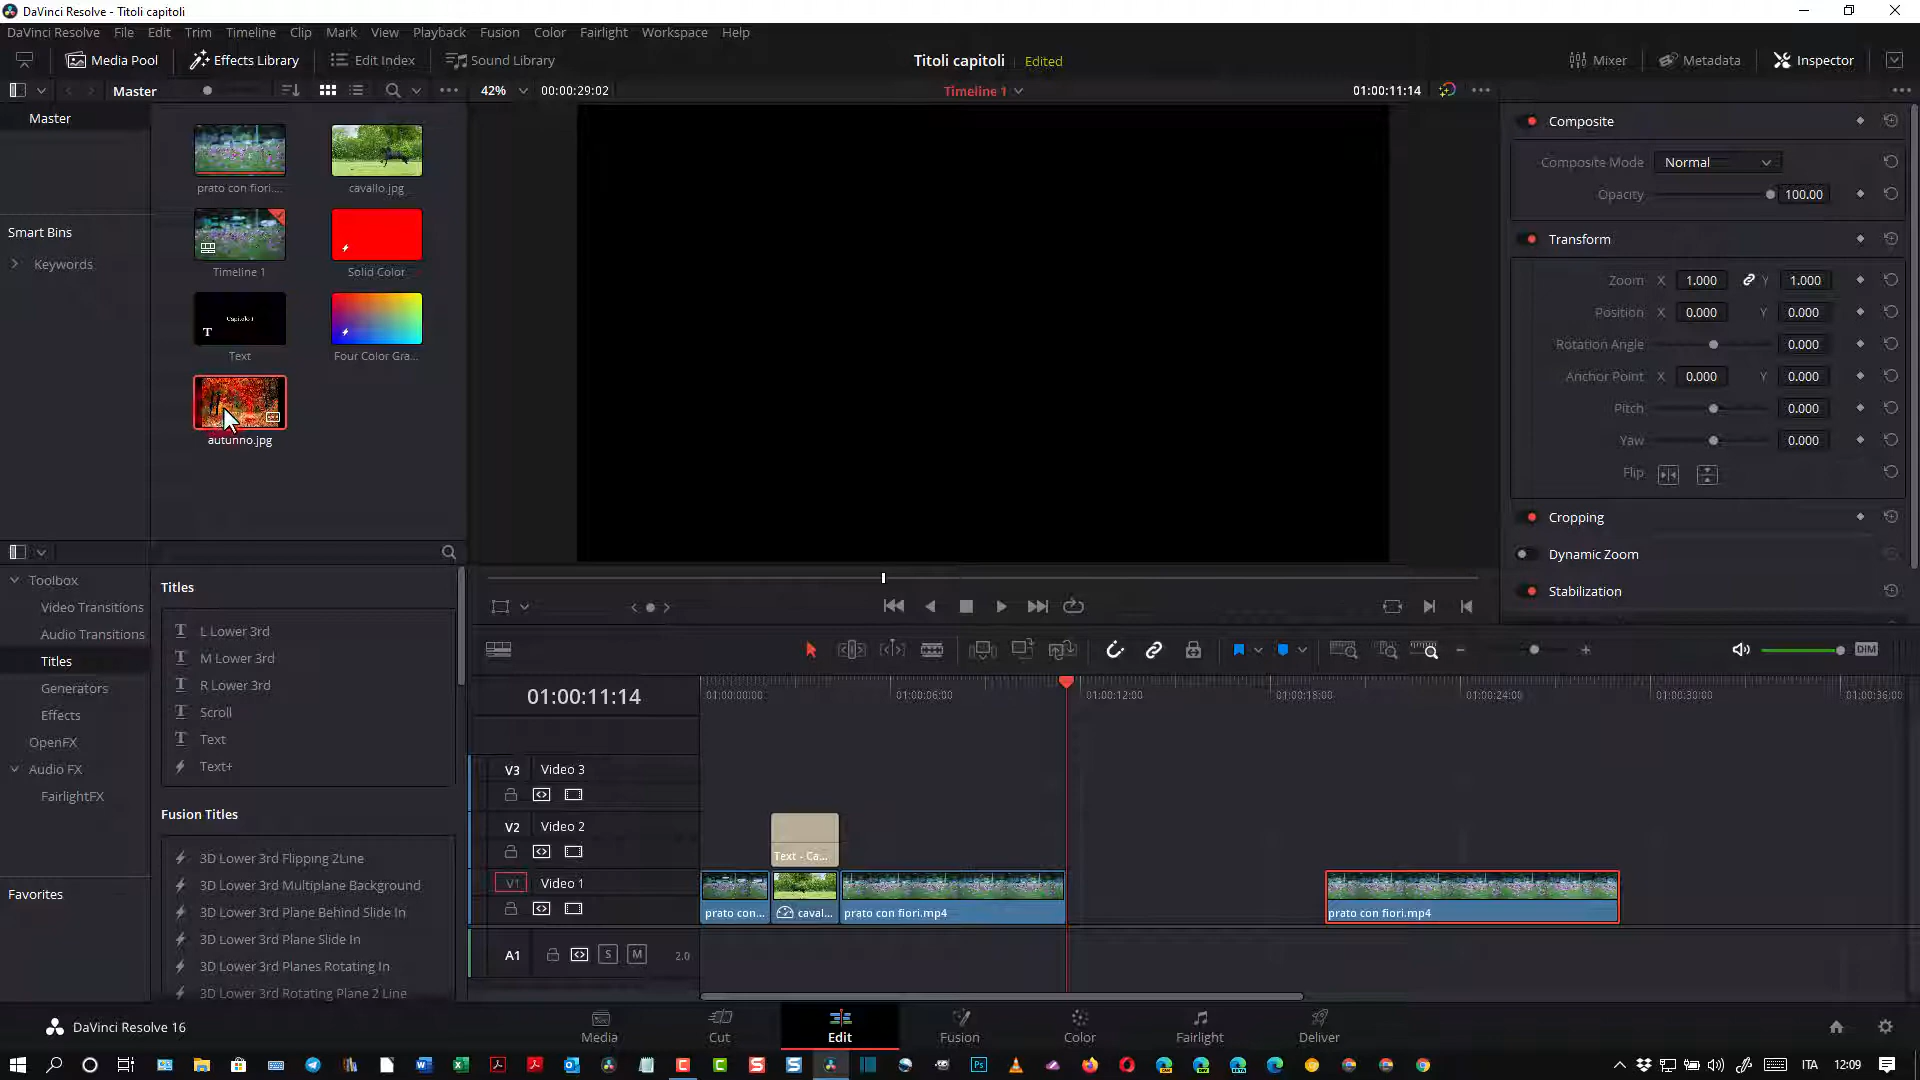 DaVinci Resolve - Titoli capitoli
DaVinci Resolve File Edit Trim Timeline Clip Mark View Playback Fusion Color Fairlight Workspace Help
Media Pool Effects Library Edit Index Sound Library Titoli capitoli Edited Mixer Metadata Inspector
Master 42% 00:00:29:02 Timeline 1 01:00:11:14
Master
Smart Bins
Keywords
prato con fiori.... cavallo.jpg
Timeline 1 Solid Color
Capitolo 1
Text Four Color Gra...
autunno.jpg
Composite
Composite Mode Normal
Opacity 100.00
Transform
Zoom X 1.000 Y 1.000
Position X 0.000 Y 0.000
Rotation Angle 0.000
Anchor Point X 0.000 Y 0.000
Pitch 0.000
Yaw 0.000
Flip
Cropping
Dynamic Zoom
Stabilization
Toolbox
Video Transitions
Audio Transitions
Titles
Generators
Effects
OpenFX
Audio FX
FairlightFX
Favorites
Titles
L Lower 3rd
M Lower 3rd
R Lower 3rd
Scroll
Text
Text+
Fusion Titles
3D Lower 3rd Flipping 2Line
3D Lower 3rd Multiplane Background
3D Lower 3rd Plane Behind Slide In
3D Lower 3rd Plane Slide In
3D Lower 3rd Planes Rotating In
3D Lower 3rd Rotating Plane 2 Line
DIM
01:00:11:14 01:00:00:00 01:00:06:00 01:00:12:00 01:00:18:00 01:00:24:00 01:00:30:00 01:00:36:00
V3 Video 3
V2 Video 2
Text - Ca...
V1 Video 1
prato con... caval... prato con fiori.mp4 prato con fiori.mp4
A1 S M 2.0
DaVinci Resolve 16 Media Cut Edit Fusion Color Fairlight Deliver
ITA 12:09